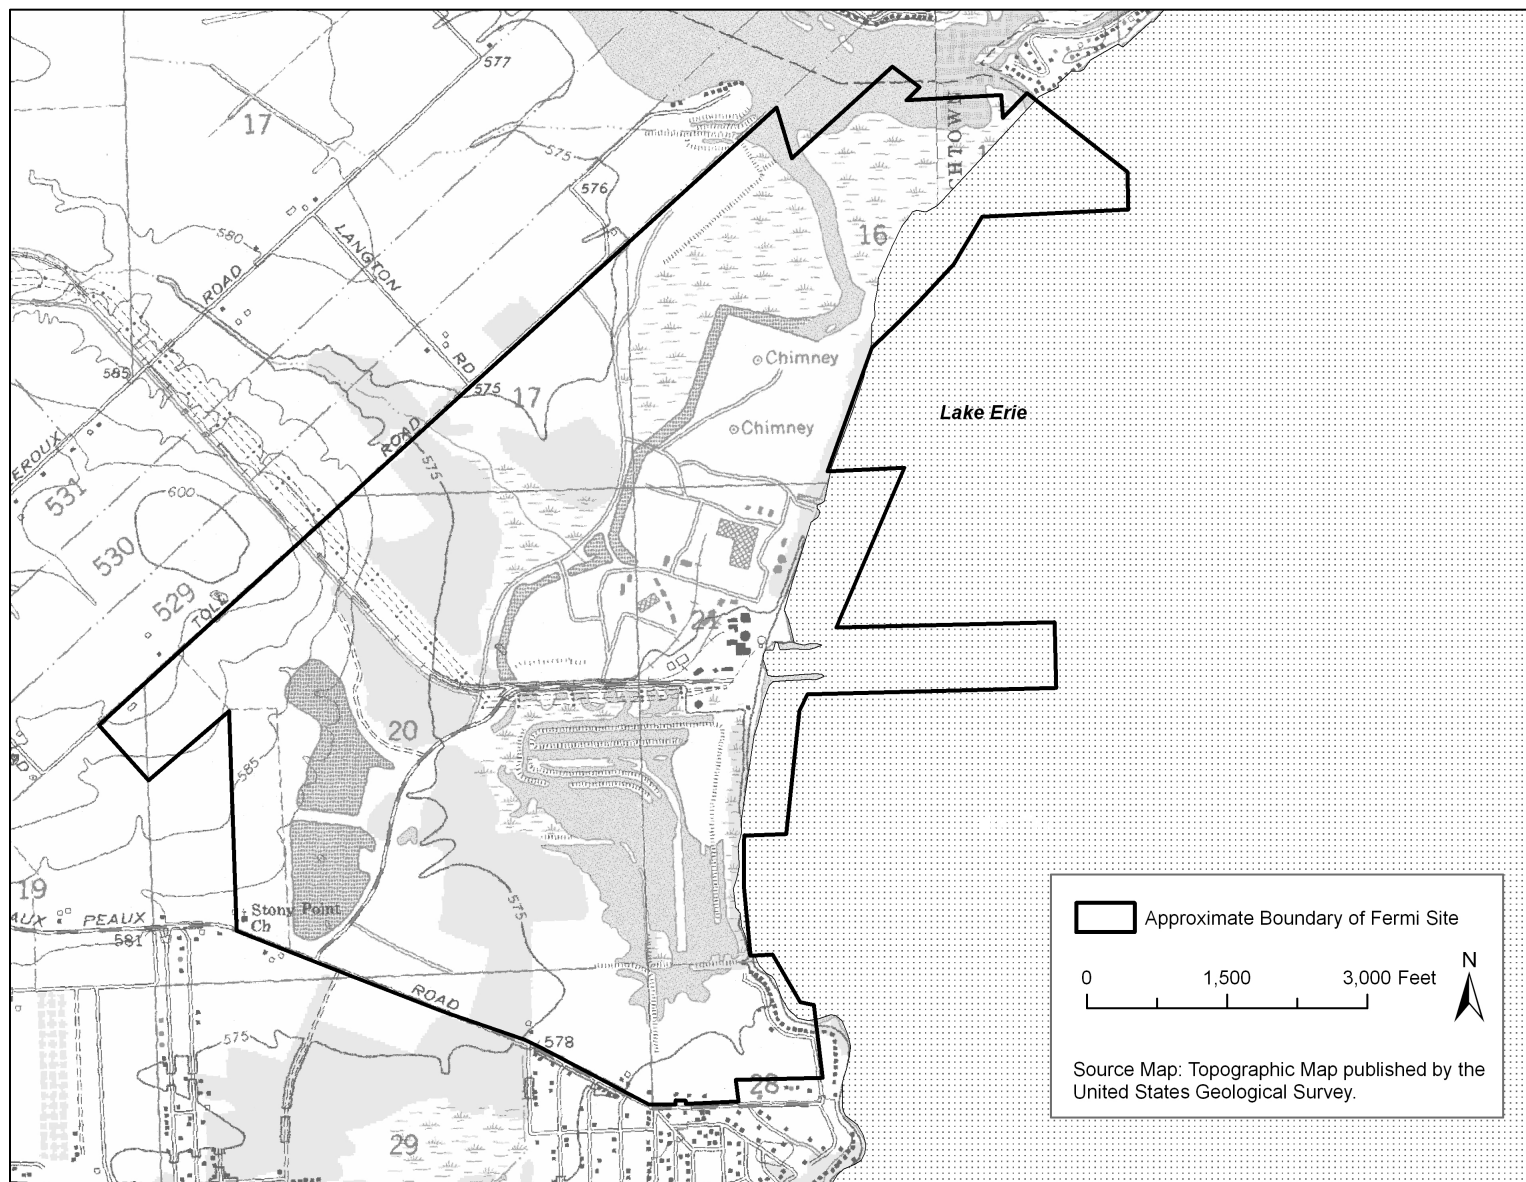 577
17
575
576
CHTOWN
16
580
LANGTON
RD
ROAD
585
Chimney
575
17
Chimney
Lake Erie
ROAD
EROUX
575
531
600
530
529
TOLL
21
20
585
19
Stony Point
Ch
AUX PEAUX
581
575
ROAD
578
575
28
29
Approximate Boundary of Fermi Site
N
0 1,500 3,000 Feet
Source Map: Topographic Map published by the
United States Geological Survey.